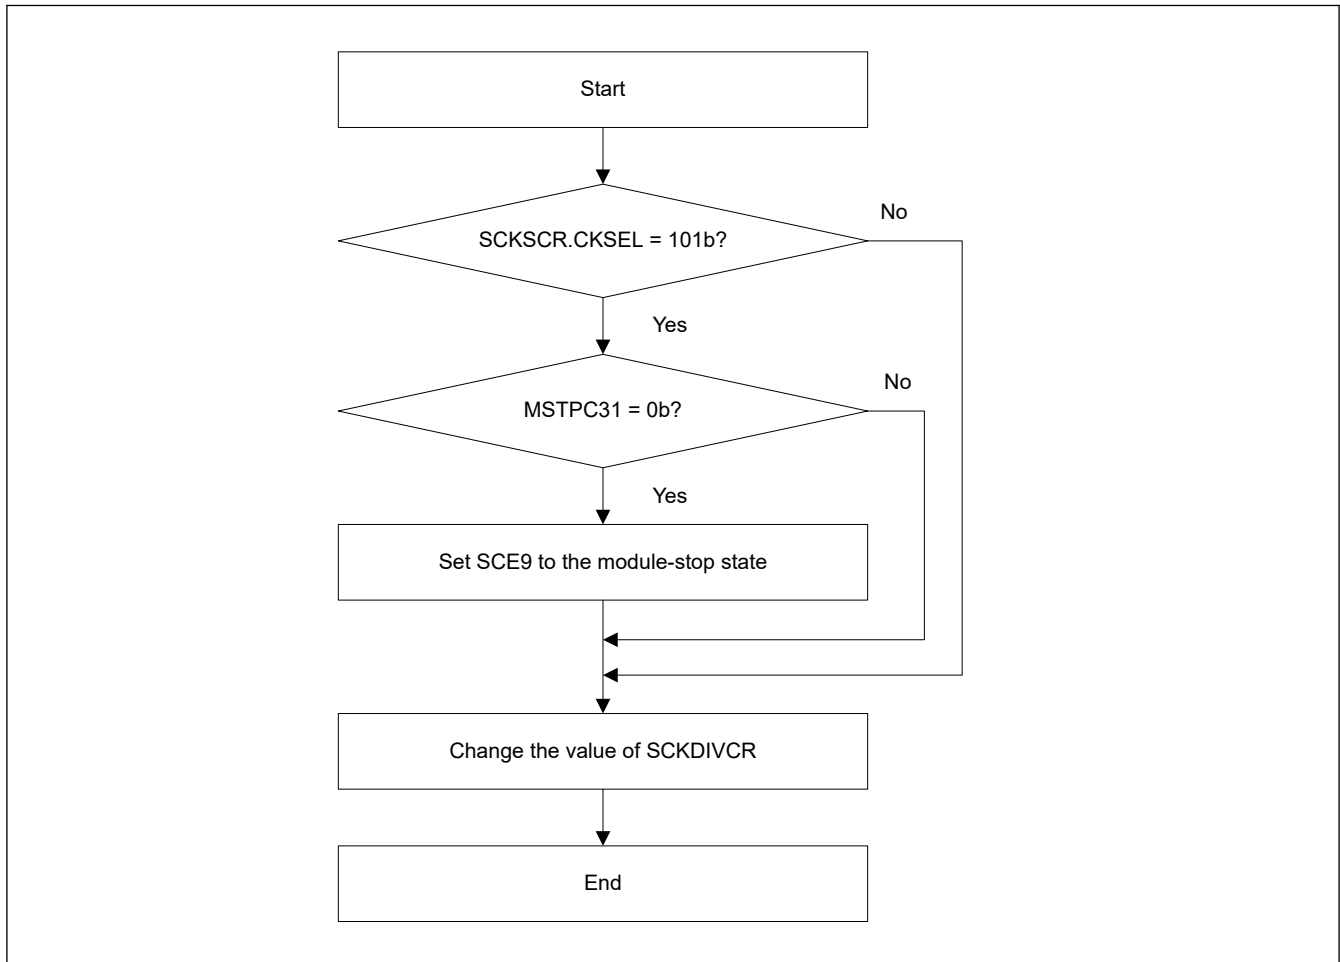 Start
SCKSCR.CKSEL = 101b?
No
Yes
MSTPC31 = 0b?
No
Yes
Set SCE9 to the module-stop state
Change the value of SCKDIVCR
End